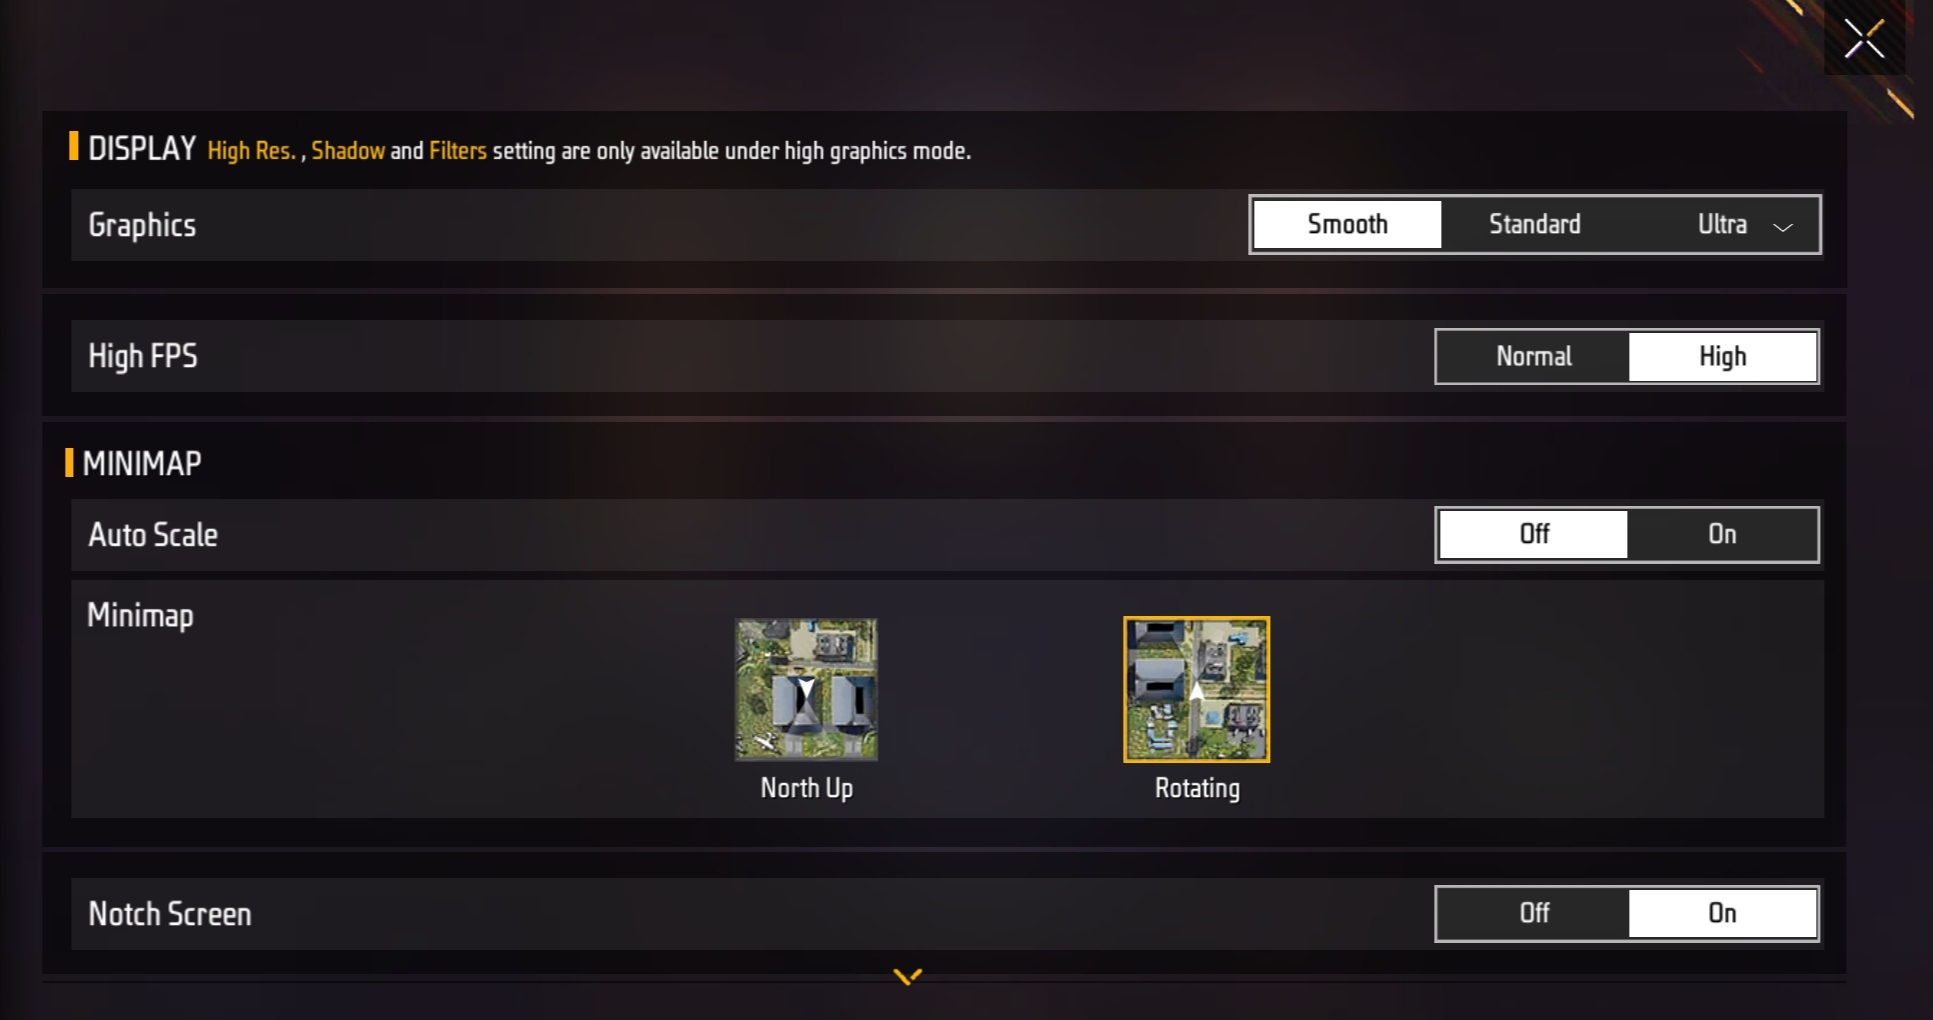 DISPLAY High Res. , Shadow and Filters setting are only available under high graphics mode.
Graphics Smooth Standard Ultra
High FPS Normal High
MINIMAP
Auto Scale Off On
Minimap
North Up Rotating
Notch Screen Off On